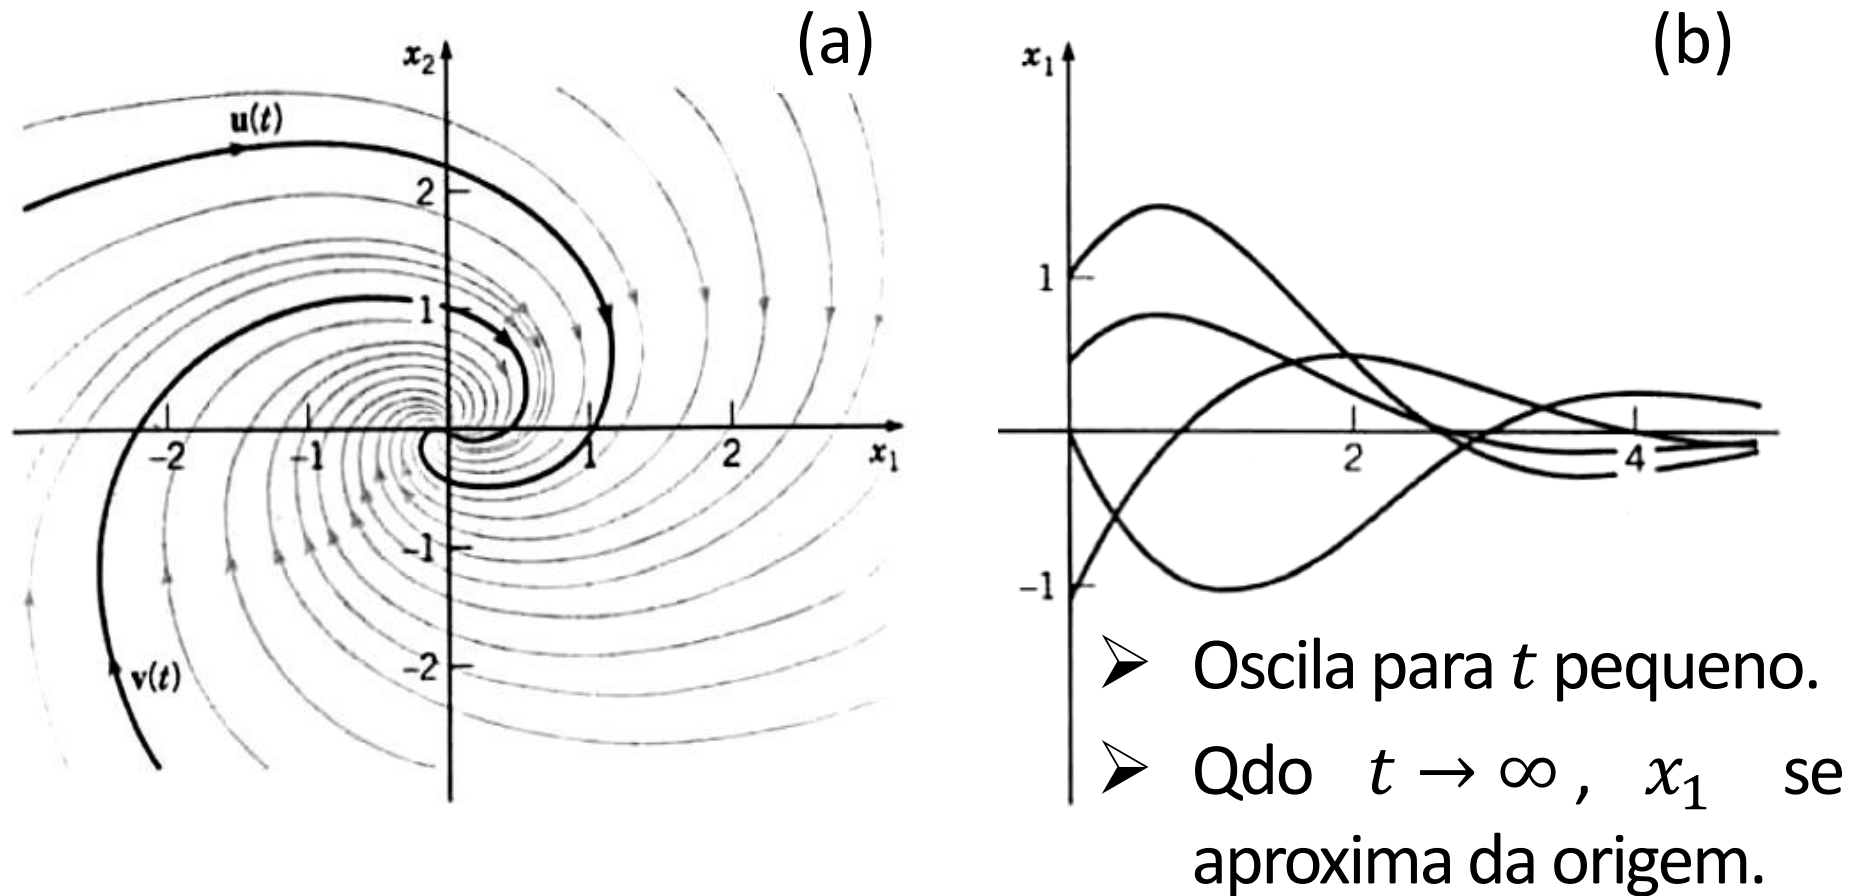 (a)
x₂
u(t)
2
1
-2
-1
1
2
x₁
-1
-2
v(t)
(b)
x₁
1
2
4
-1
➢ Oscila para t pequeno.
➢ Qdo t → ∞, x₁ se
aproxima da origem.